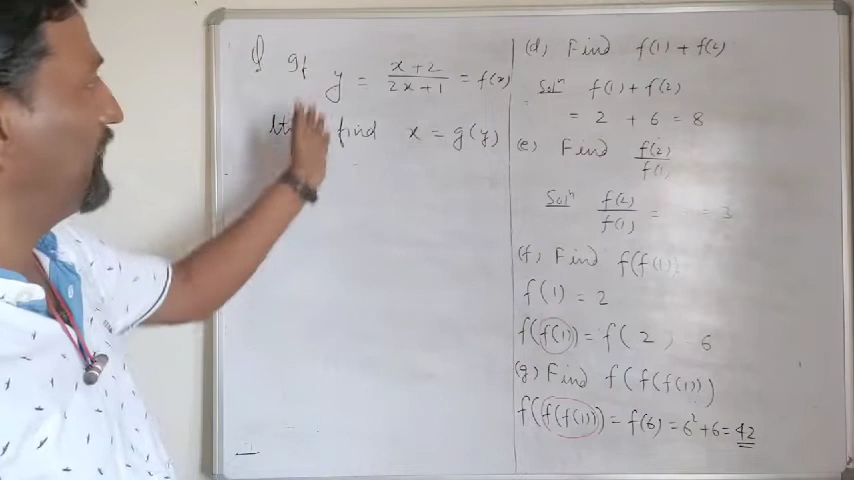 Q If y = (x+2)/(2x+1) = f(x)
find x = g(y)
(d) Find f(1) + f(2)
Solⁿ f(1) + f(2)
= 2 + 6 = 8
(e) Find f(2)/f(1)
Solⁿ f(2)/f(1) = = 3
(f) Find f(f(1))
f(1) = 2
f(f(1)) = f(2) = 6
(g) Find f(f(f(1)))
f(f(f(1))) = f(6) = 6²+6 = 42